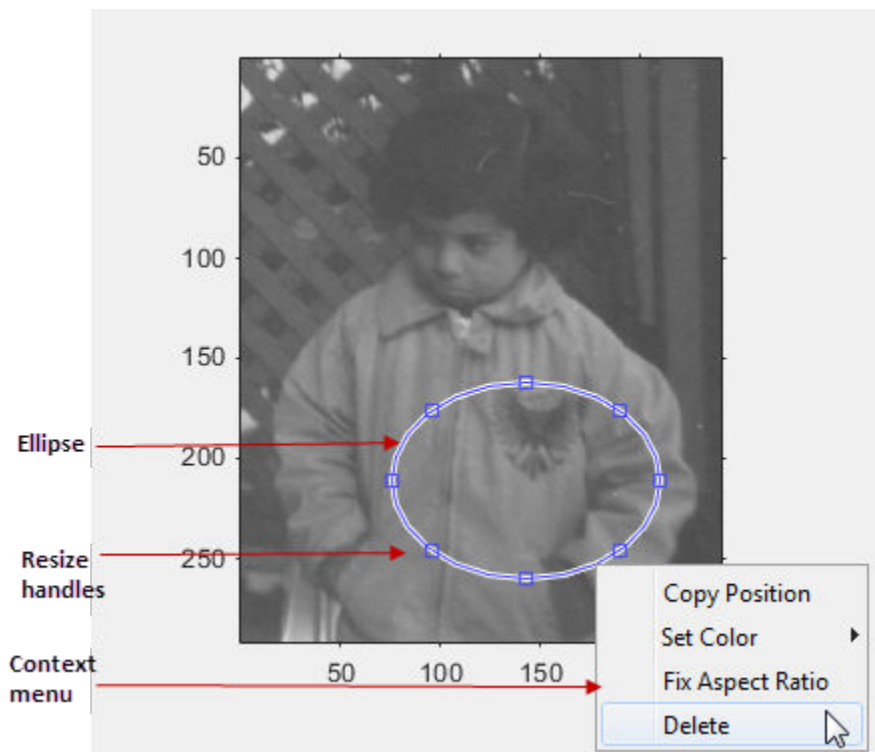 50
100
150
Ellipse
200
250
Resize
handles
Copy Position
Set Color
Context
menu
50 100 150
Fix Aspect Ratio
Delete